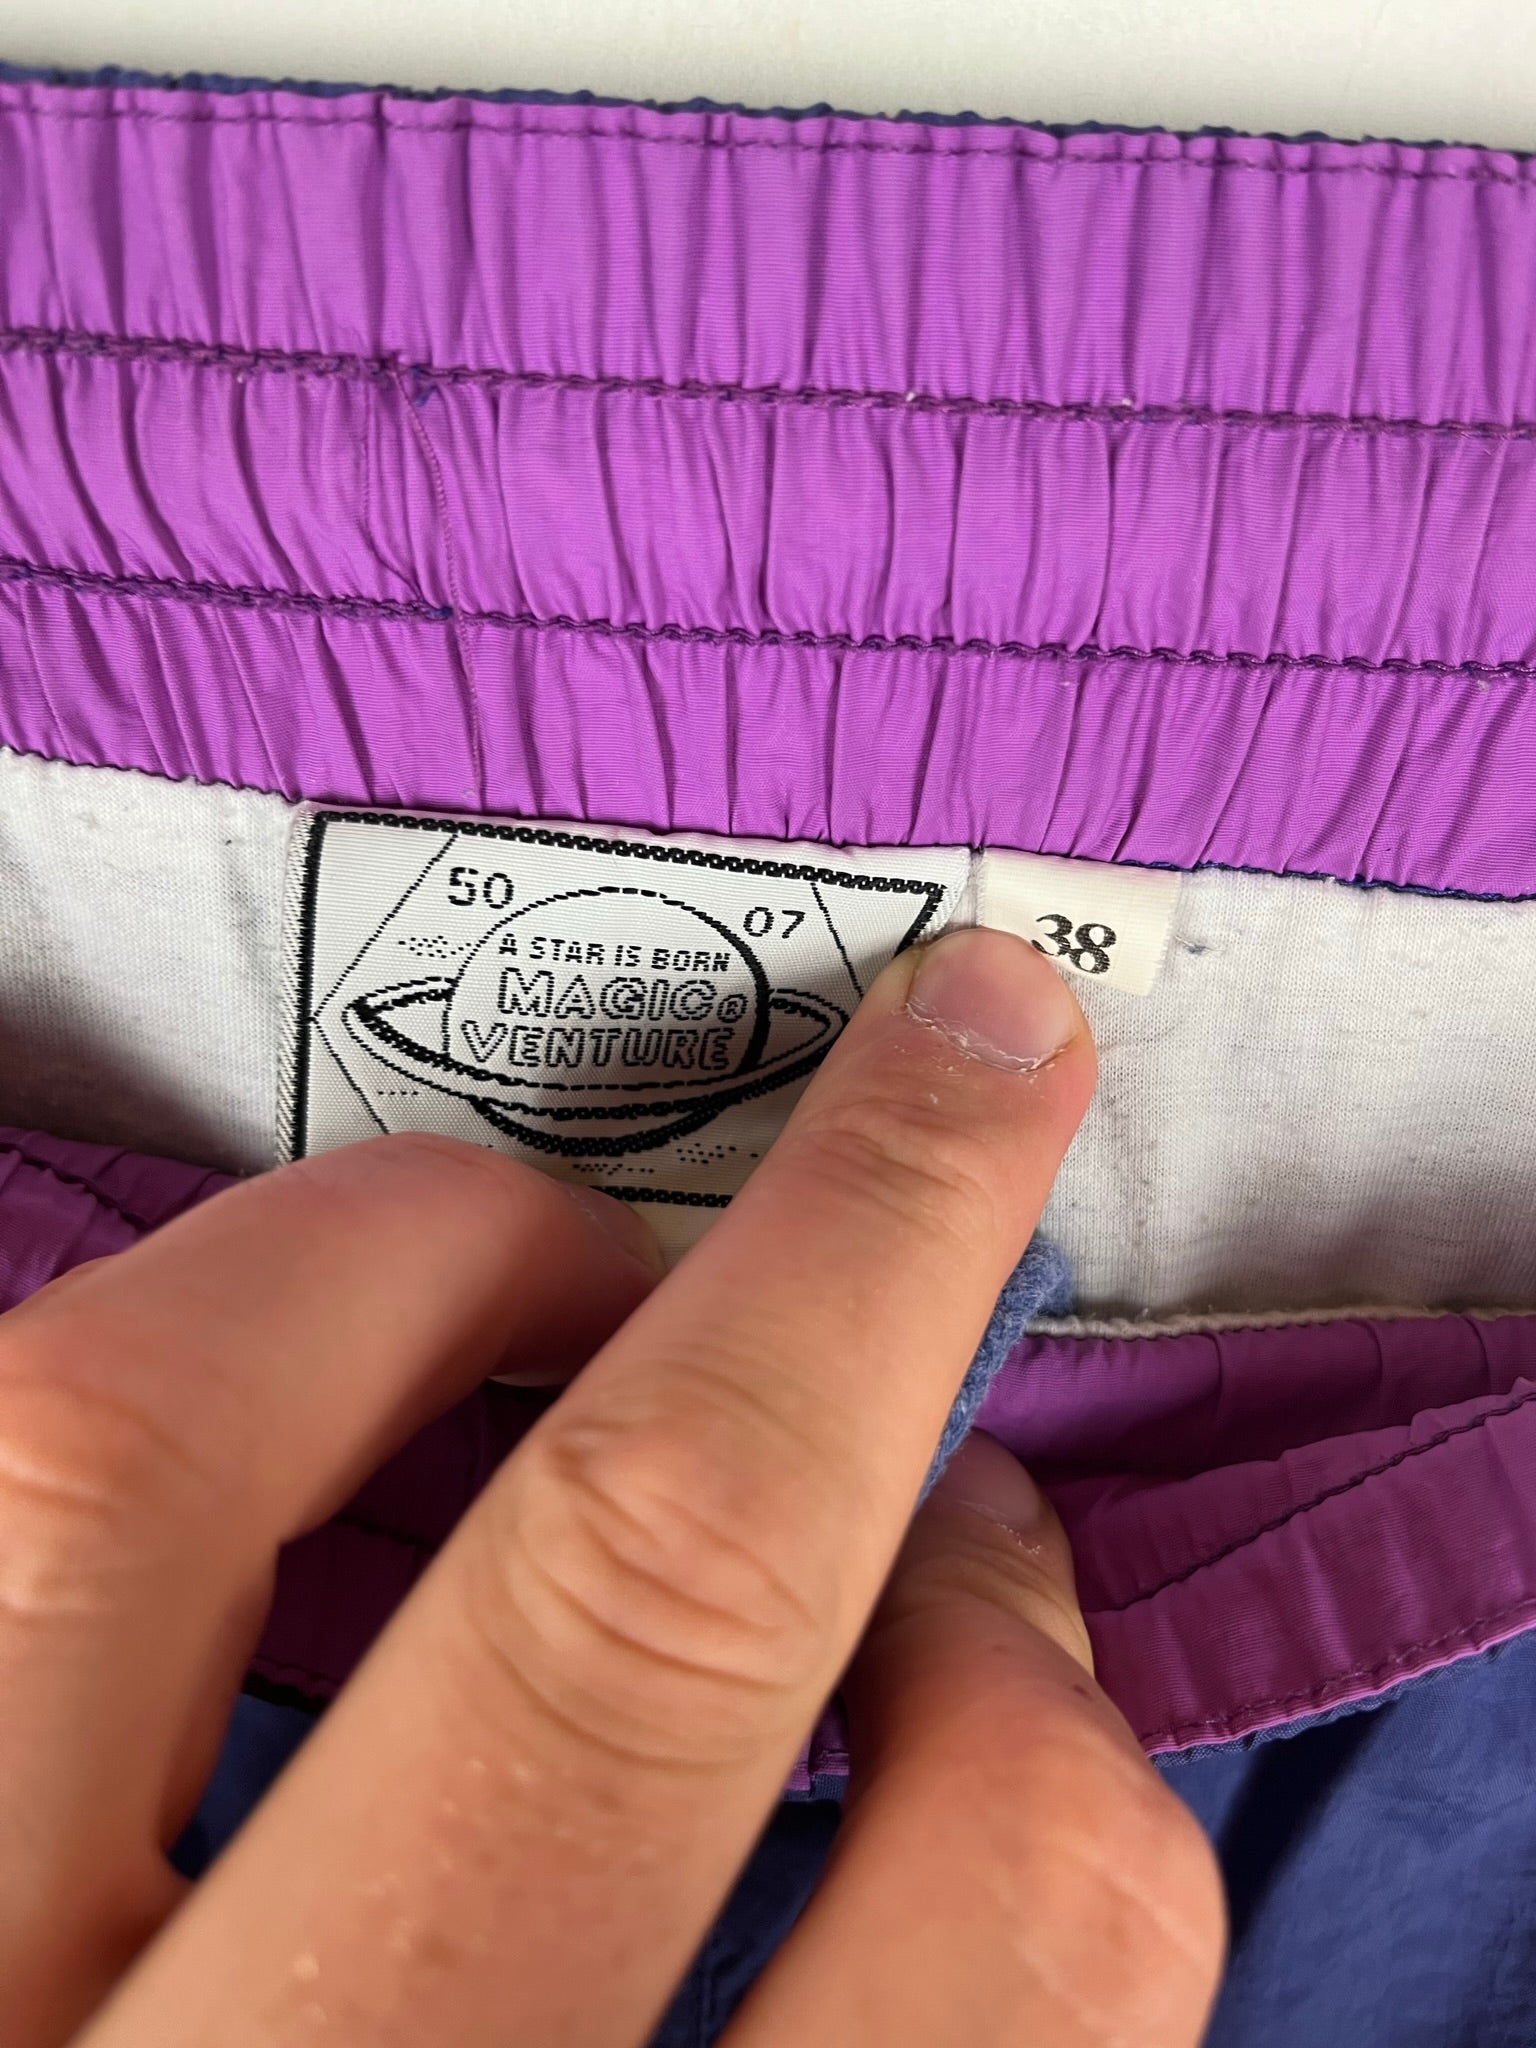 50
07
A STAR IS BORN
MAGIC®
VENTURE
38